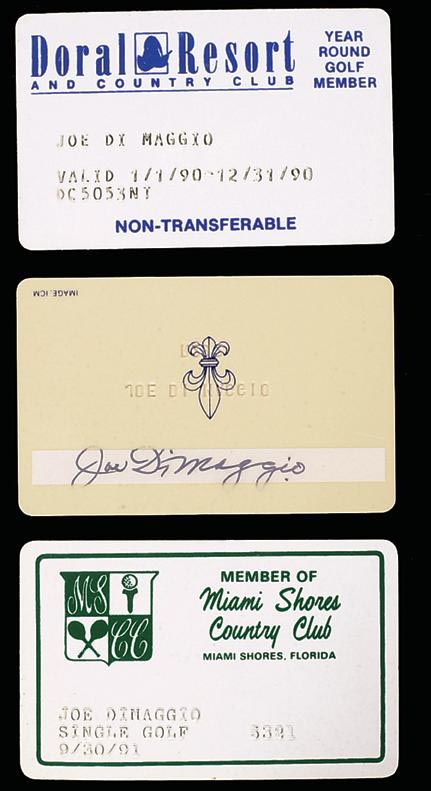 Doral Resort
AND COUNTRY CLUB
YEAR
ROUND
GOLF
MEMBER
JOE DI MAGGIO
VALID 1/1/90-12/31/90
DC5053NT
NON-TRANSFERABLE
IMAGE, ICM
JOE DI
Joe DiMaggio
MS
CC
MEMBER OF
Miami Shores
Country Club
MIAMI SHORES, FLORIDA
JOE DIMAGGIO
SINGLE GOLF 5321
9/30/91